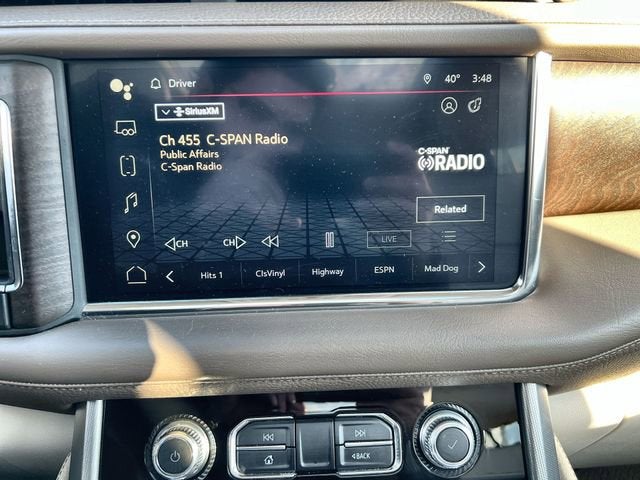 Driver
40° 3:48
SiriusXM
Ch 455 C-SPAN Radio
Public Affairs
C-Span Radio
C-SPAN
RADIO
Related
CH
CH
LIVE
Hits 1 ClsVinyl Highway ESPN Mad Dog
BACK